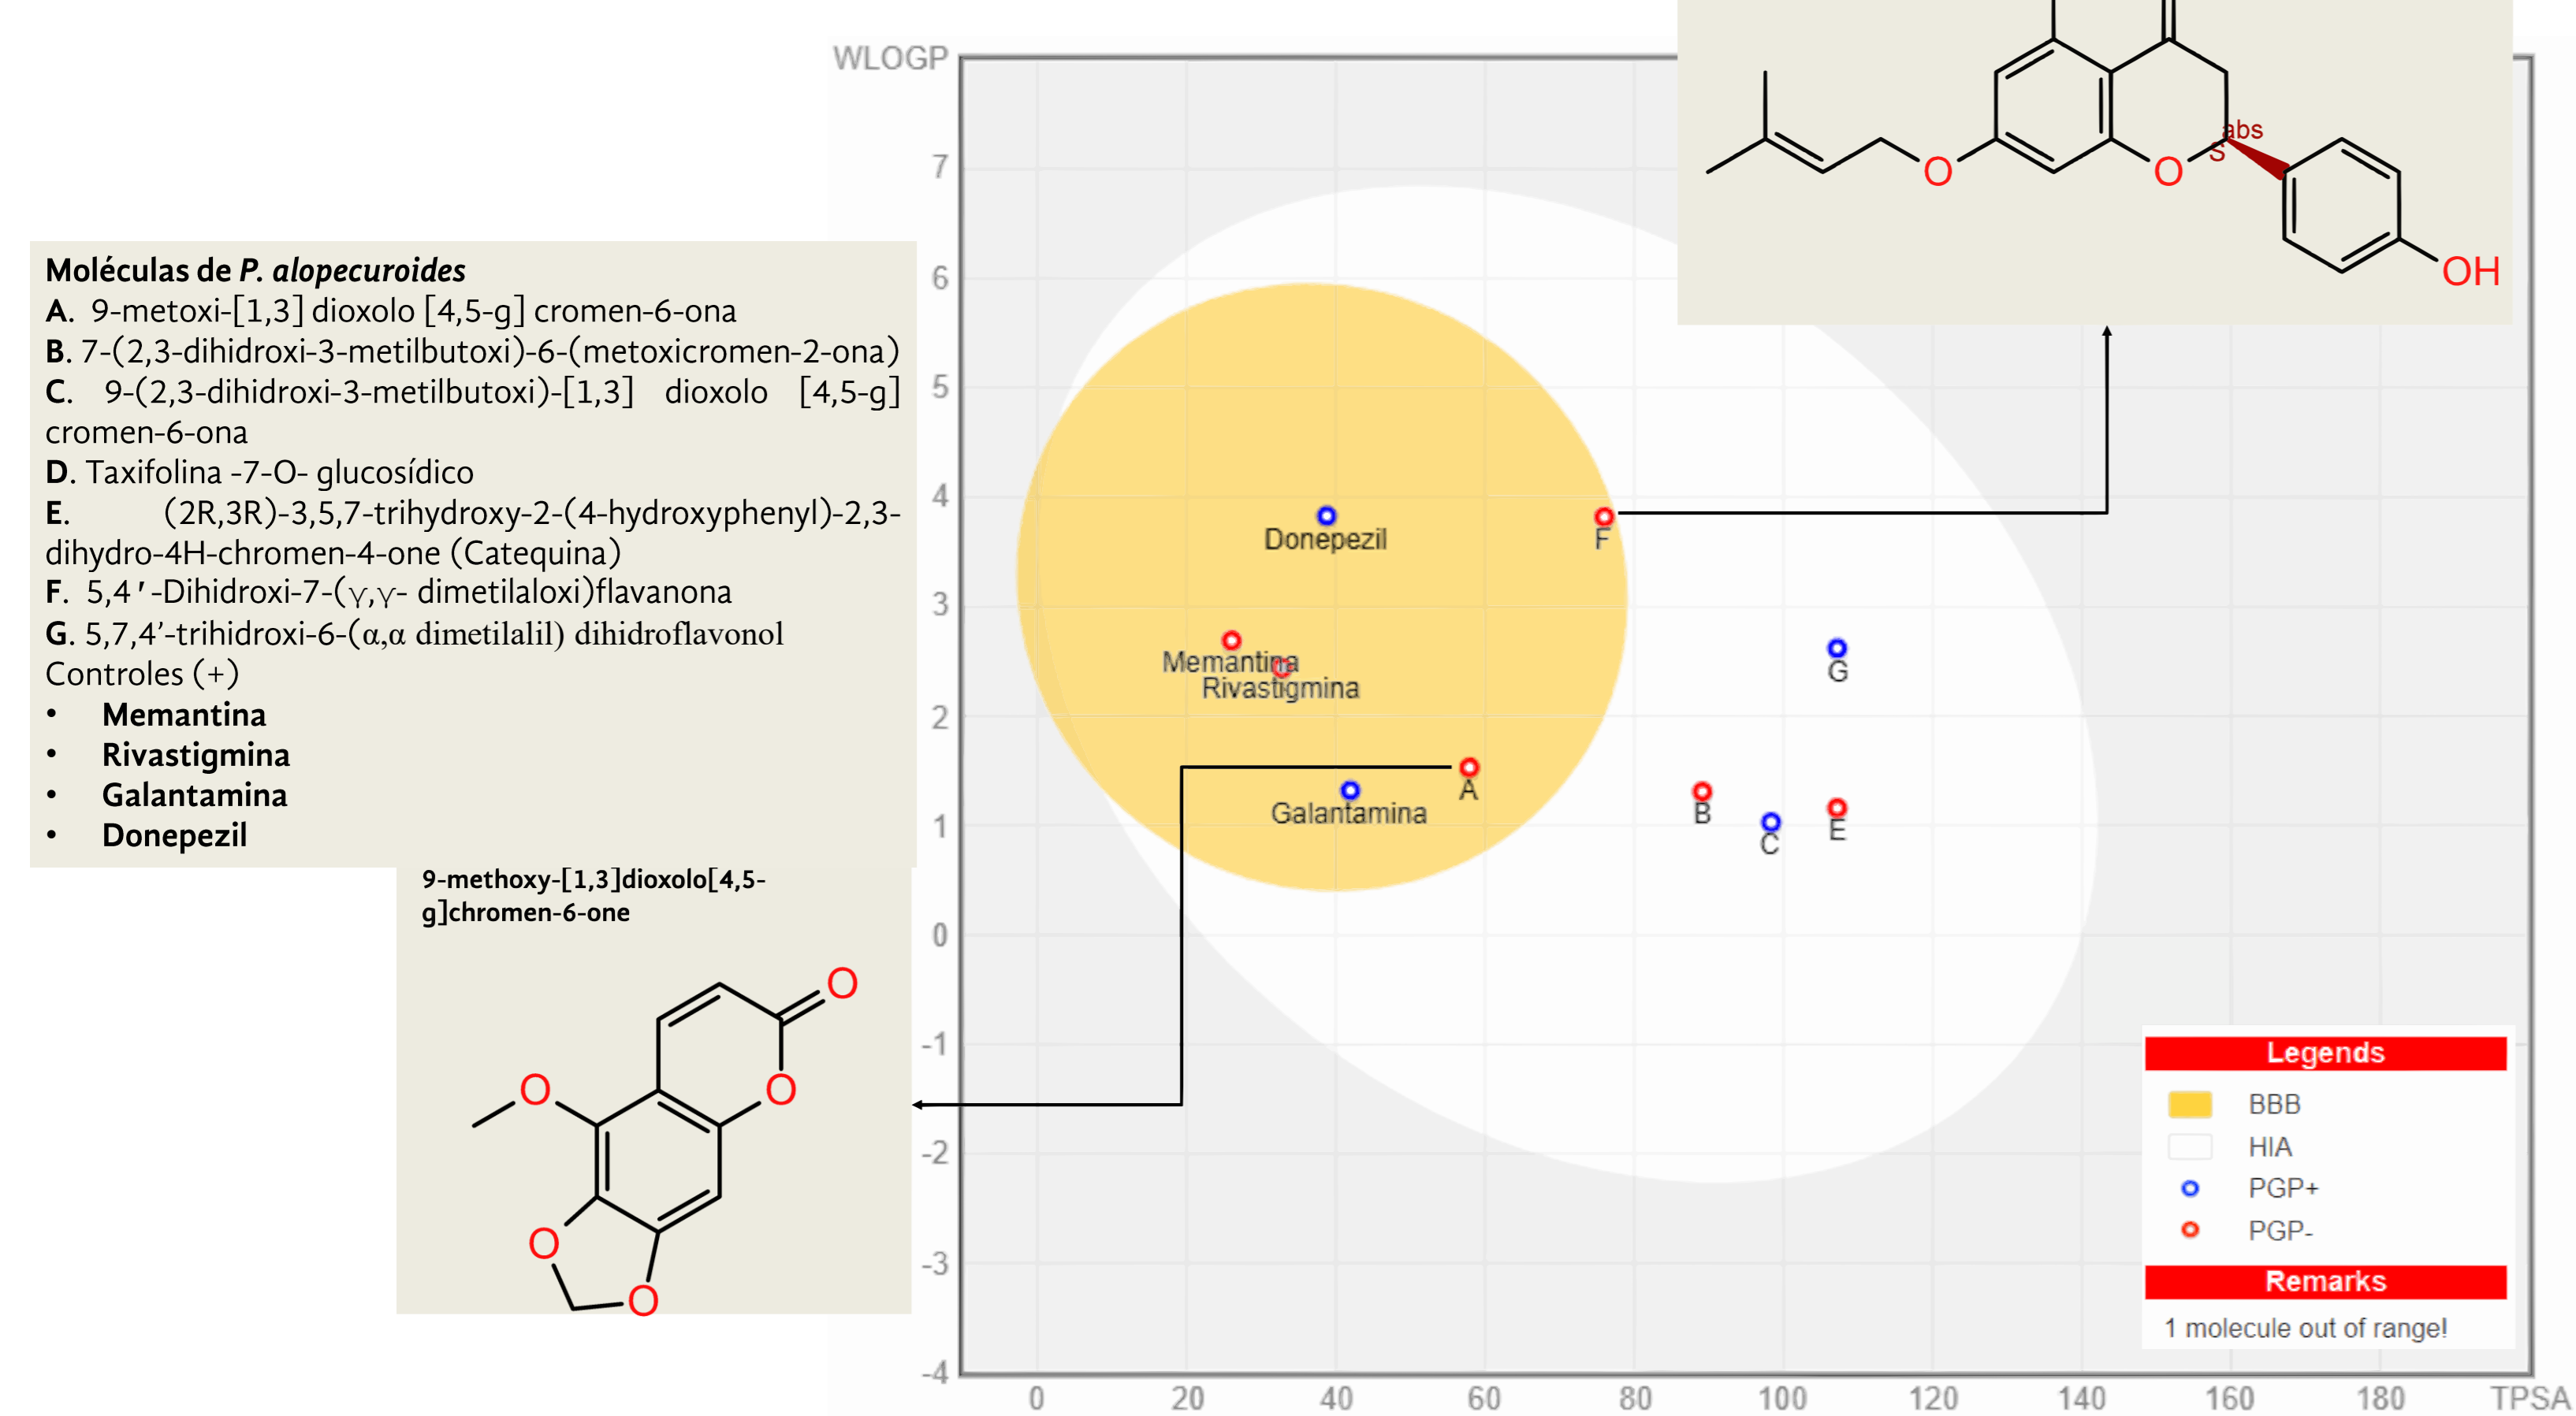 Moléculas de P. alopecuroides
A. 9-metoxi-[1,3] dioxolo [4,5-g] cromen-6-ona
B. 7-(2,3-dihidroxi-3-metilbutoxi)-6-(metoxicromen-2-ona)
C. 9-(2,3-dihidroxi-3-metilbutoxi)-[1,3] dioxolo [4,5-g]
cromen-6-ona
D. Taxifolina -7-O- glucosídico
E. (2R,3R)-3,5,7-trihydroxy-2-(4-hydroxyphenyl)-2,3-
dihydro-4H-chromen-4-one (Catequina)
F. 5,4′-Dihidroxi-7-(γ,γ- dimetilaloxi)flavanona
G. 5,7,4’-trihidroxi-6-(α,α dimetilalil) dihidroflavonol
Controles (+)
• Memantina
• Rivastigmina
• Galantamina
• Donepezil
9-methoxy-[1,3]dioxolo[4,5-
g]chromen-6-one
O
O
O
O
O
WLOGP
7
6
5
4
3
2
1
0
-1
-2
-3
-4
0 20 40 60 80 100 120 140 160 180 TPSA
O
O
abs
S
OH
Donepezil
F
Memantina
Rivastigmina
G
A
Galantamina
B
C
E
Legends
BBB
HIA
PGP+
PGP-
Remarks
1 molecule out of range!